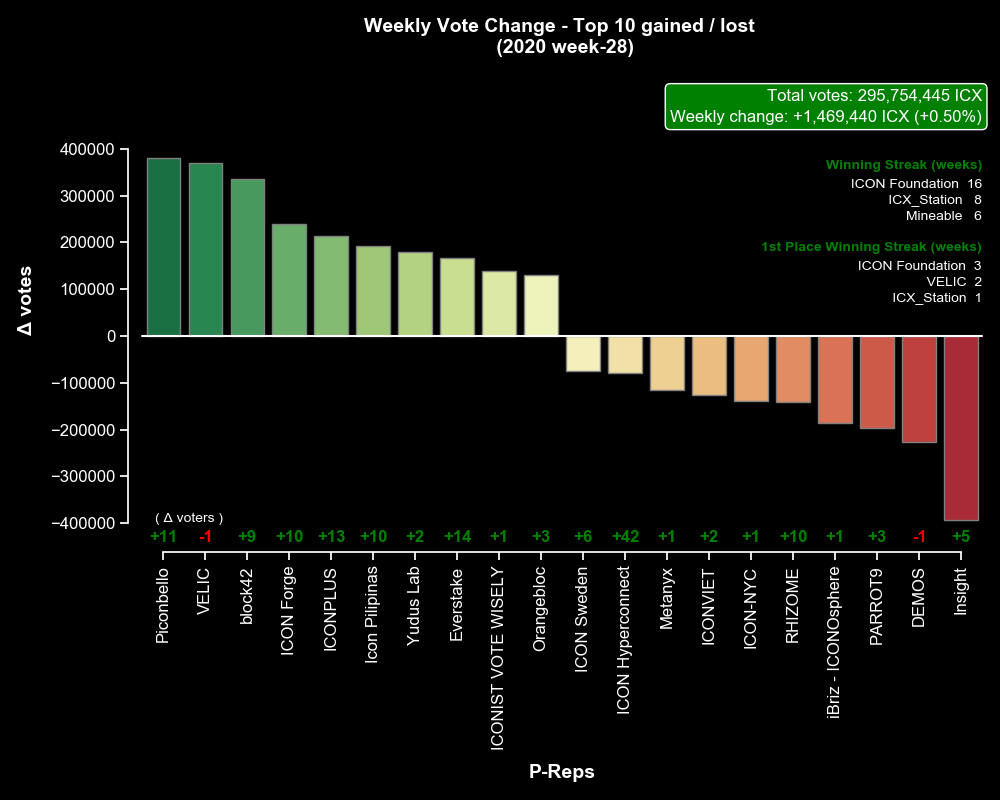 Weekly Vote Change - Top 10 gained / lost
(2020 week-28)
Total votes: 295,754,445 ICX
Weekly change: +1,469,440 ICX (+0.50%)
Winning Streak (weeks)
ICON Foundation 16
ICX_Station 8
Mineable 6
1st Place Winning Streak (weeks)
ICON Foundation 3
VELIC 2
ICX_Station 1
Δ votes
400000
300000
200000
100000
0
−100000
−200000
−300000
−400000
( Δ voters )
+11 -1 +9 +10 +13 +10 +2 +14 +1 +3 +6 +42 +1 +2 +1 +10 +1 +3 -1 +5
Piconbello
VELIC
block42
ICON Forge
ICONPLUS
Icon Pilipinas
Yudus Lab
Everstake
ICONIST VOTE WISELY
Orangebloc
ICON Sweden
ICON Hyperconnect
Metanyx
ICONVIET
ICON-NYC
RHIZOME
iBriz - ICONOsphere
PARROT9
DEMOS
Insight
P-Reps